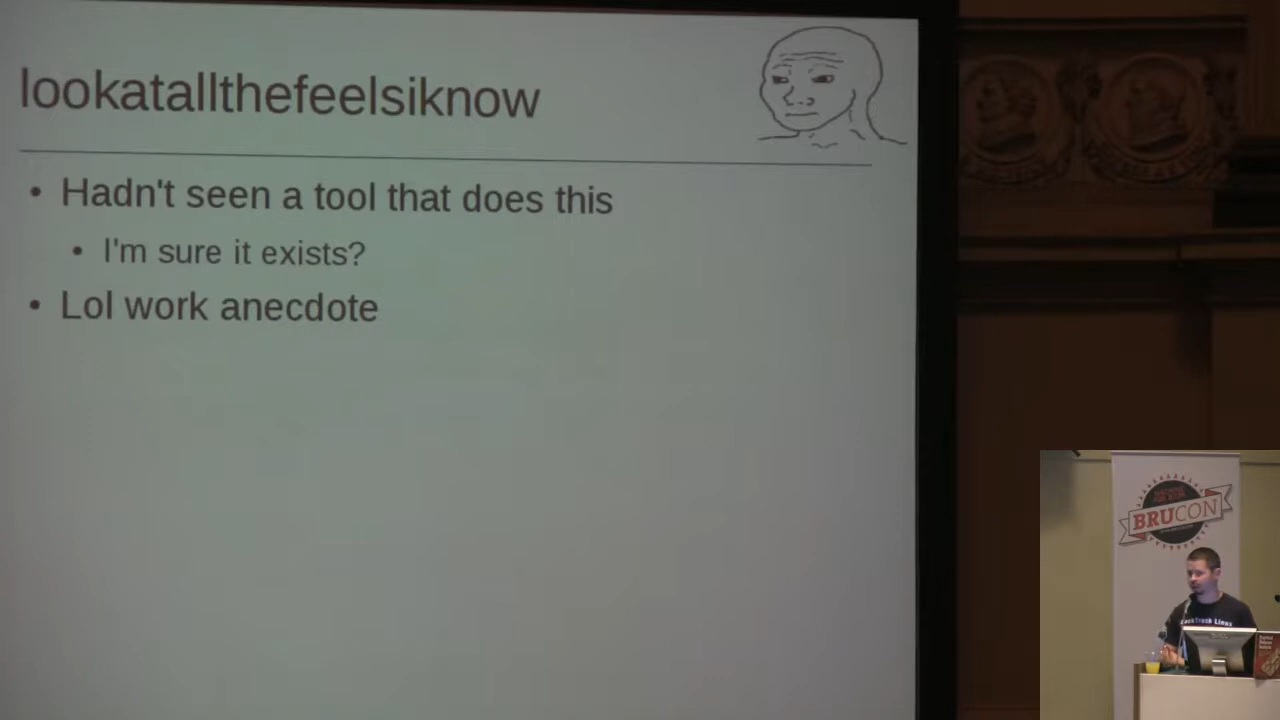 lookatallthefeelsiknow
• Hadn't seen a tool that does this
• I'm sure it exists?
• Lol work anecdote
BRUCON